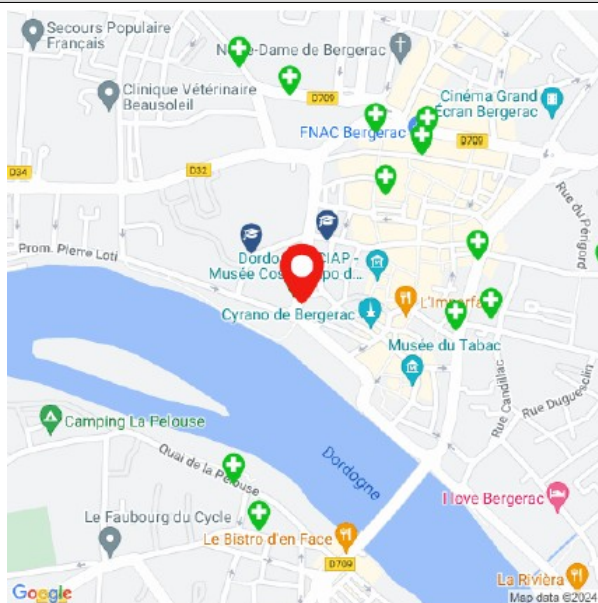 Secours Populaire
Français
Notre-Dame de Bergerac
Clinique Vétérinaire
Beausoleil
D709
Cinéma Grand
Écran Bergerac
FNAC Bergerac
D709
D34
D32
Rue du Périgord
Prom. Pierre Loti
CIAP -
Musée
Cyrano de Bergerac
Musée du Tabac
Rue Candillac
Rue Duguesclin
Camping La Pelouse
Quai de la Pelouse
Dordogne
I love Bergerac
Le Faubourg du Cycle
Le Bistro d'en Face
D709
La Rivièra
Google
Map data ©2024